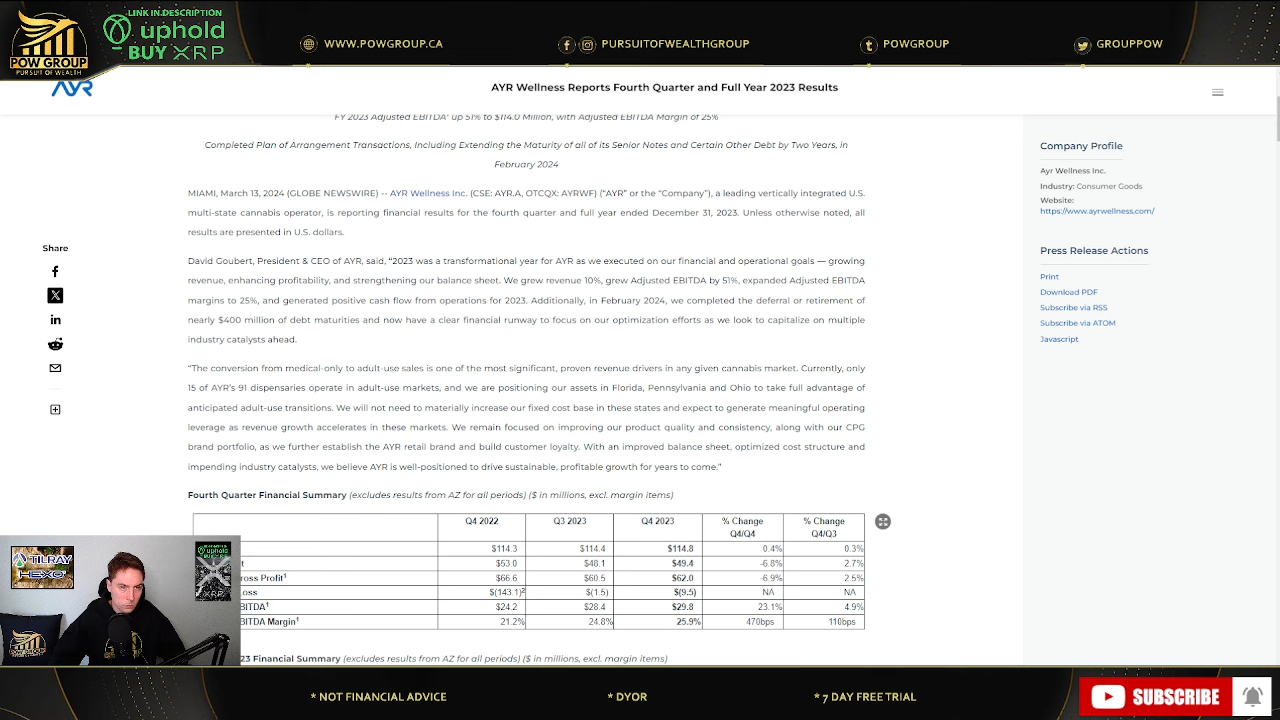 LINK IN DESCRIPTION
uphold
BUY XRP
POW GROUP
PURSUIT OF WEALTH
WWW.POWGROUP.CA
PURSUITOFWEALTHGROUP
POWGROUP
GROUPPOW
AYR
AYR Wellness Reports Fourth Quarter and Full Year 2023 Results
FY 2023 Adjusted EBITDA¹ up 51% to $114.0 Million, with Adjusted EBITDA Margin of 25%
Completed Plan of Arrangement Transactions, Including Extending the Maturity of all of its Senior Notes and Certain Other Debt by Two Years, in
February 2024
MIAMI, March 13, 2024 (GLOBE NEWSWIRE) -- AYR Wellness Inc. (CSE: AYR.A, OTCQX: AYRWF) (“AYR” or the “Company”), a leading vertically integrated U.S.
multi-state cannabis operator, is reporting financial results for the fourth quarter and full year ended December 31, 2023. Unless otherwise noted, all
results are presented in U.S. dollars.
David Goubert, President & CEO of AYR, said, “2023 was a transformational year for AYR as we executed on our financial and operational goals — growing
revenue, enhancing profitability, and strengthening our balance sheet. We grew revenue 10%, grew Adjusted EBITDA by 51%, expanded Adjusted EBITDA
margins to 25%, and generated positive cash flow from operations for 2023. Additionally, in February 2024, we completed the deferral or retirement of
nearly $400 million of debt maturities and now have a clear financial runway to focus on our optimization efforts as we look to capitalize on multiple
industry catalysts ahead.
“The conversion from medical-only to adult-use sales is one of the most significant, proven revenue drivers in any given cannabis market. Currently, only
15 of AYR’s 91 dispensaries operate in adult-use markets, and we are positioning our assets in Florida, Pennsylvania and Ohio to take full advantage of
anticipated adult-use transitions. We will not need to materially increase our fixed cost base in these states and expect to generate meaningful operating
leverage as revenue growth accelerates in these markets. We remain focused on improving our product quality and consistency, along with our CPG
brand portfolio, as we further establish the AYR retail brand and build customer loyalty. With an improved balance sheet, optimized cost structure and
impending industry catalysts, we believe AYR is well-positioned to drive sustainable, profitable growth for years to come.”
Fourth Quarter Financial Summary (excludes results from AZ for all periods) ($ in millions, excl. margin items)
Q4 2022 Q3 2023 Q4 2023 % Change Q4/Q4 % Change Q4/Q3
$114.3 $114.4 $114.8 0.4% 0.3%
t $53.0 $48.1 $49.4 -6.8% 2.7%
ross Profit¹ $66.6 $60.5 $62.0 -6.9% 2.5%
oss $(143.1)² $(1.5) $(9.5) NA NA
BITDA¹ $24.2 $28.4 $29.8 23.1% 4.9%
BITDA Margin¹ 21.2% 24.8% 25.9% 470bps 110bps
23 Financial Summary (excludes results from AZ for all periods) ($ in millions, excl. margin items)
Share
Company Profile
Ayr Wellness Inc.
Industry: Consumer Goods
Website:
https://www.ayrwellness.com/
Press Release Actions
Print
Download PDF
Subscribe via RSS
Subscribe via ATOM
Javascript
TILRAY
HEXO
* NOT FINANCIAL ADVICE
* DYOR
* 7 DAY FREE TRIAL
SUBSCRIBE